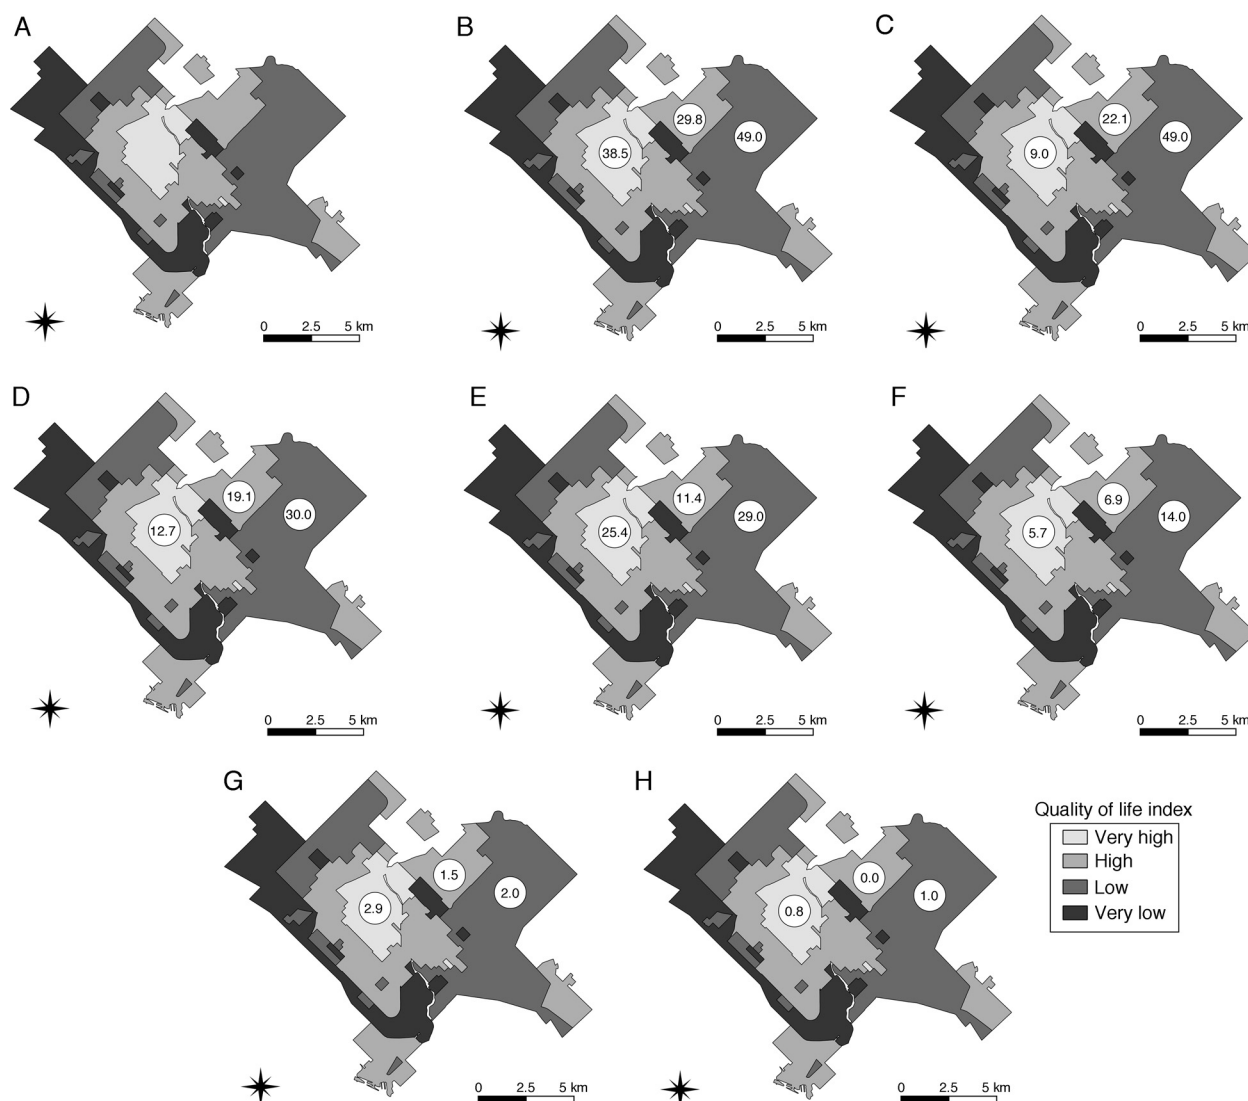 A
B
C
29.8
49.0
38.5
22.1
49.0
9.0
0 2.5 5 km
0 2.5 5 km
0 2.5 5 km
D
E
F
19.1
30.0
12.7
11.4
29.0
25.4
6.9
14.0
5.7
0 2.5 5 km
0 2.5 5 km
0 2.5 5 km
G
H
1.5
2.0
2.9
0.0
1.0
0.8
Quality of life index
Very high
High
Low
Very low
0 2.5 5 km
0 2.5 5 km